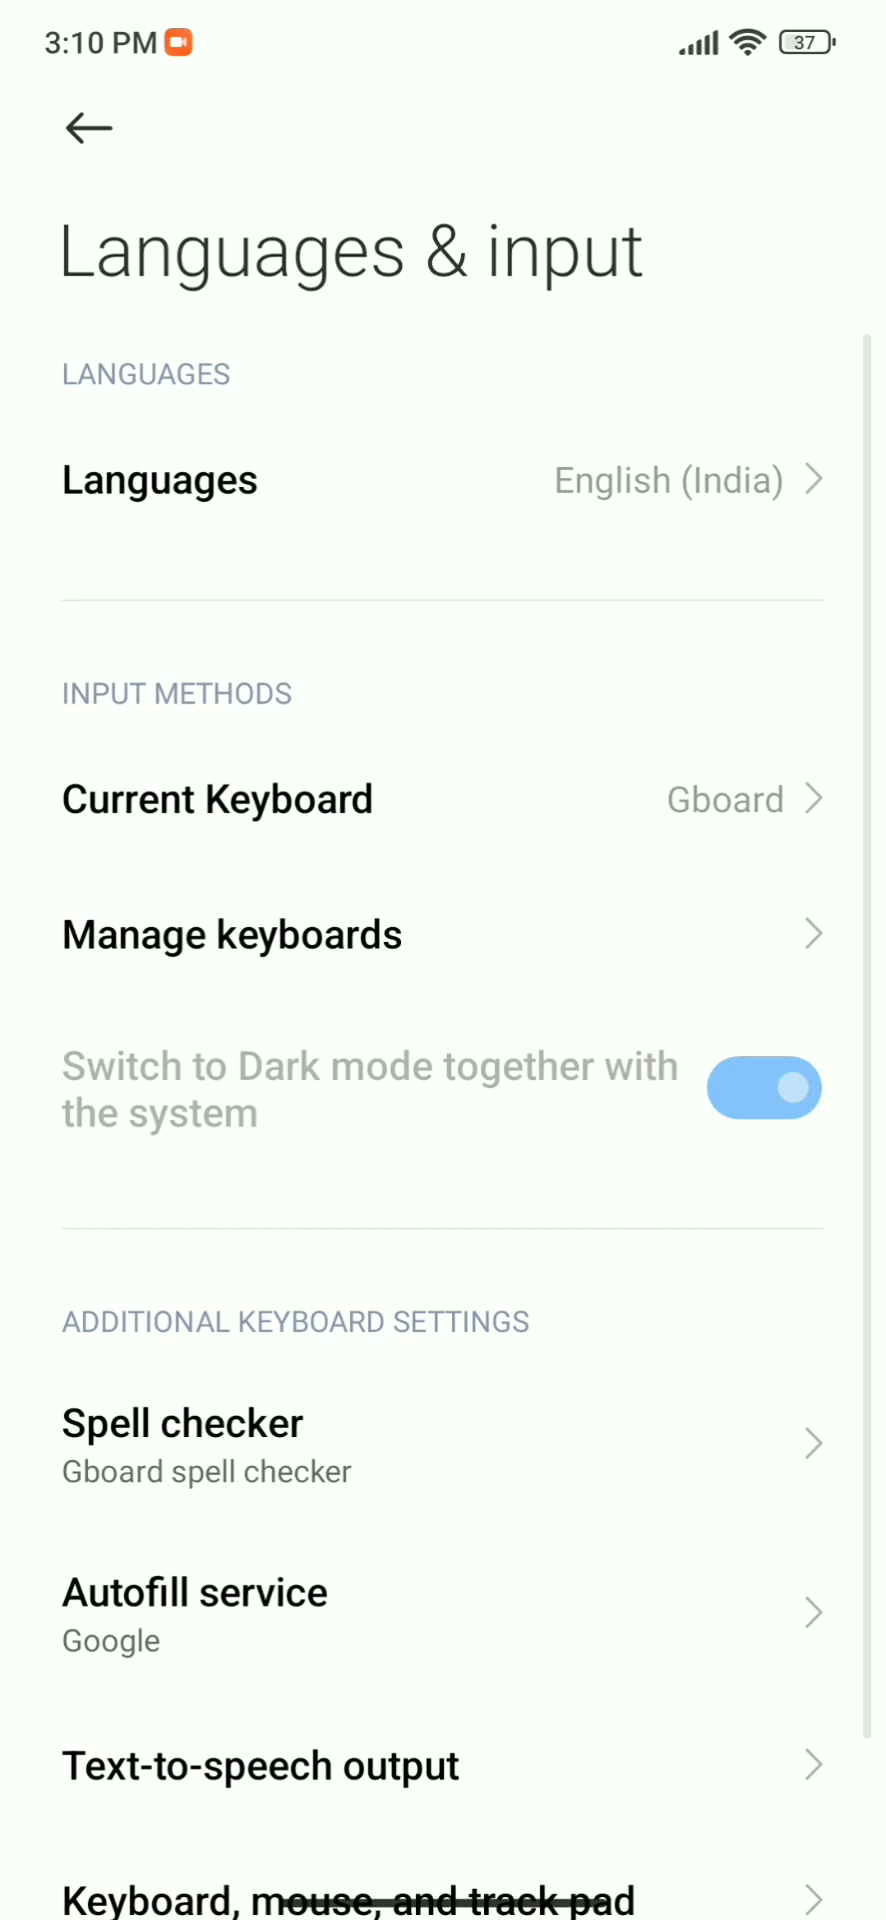 3:10 PM 37
Languages & input
LANGUAGES
Languages English (India)
INPUT METHODS
Current Keyboard Gboard
Manage keyboards
Switch to Dark mode together with
the system
ADDITIONAL KEYBOARD SETTINGS
Spell checker
Gboard spell checker
Autofill service
Google
Text-to-speech output
Keyboard, mouse, and track pad